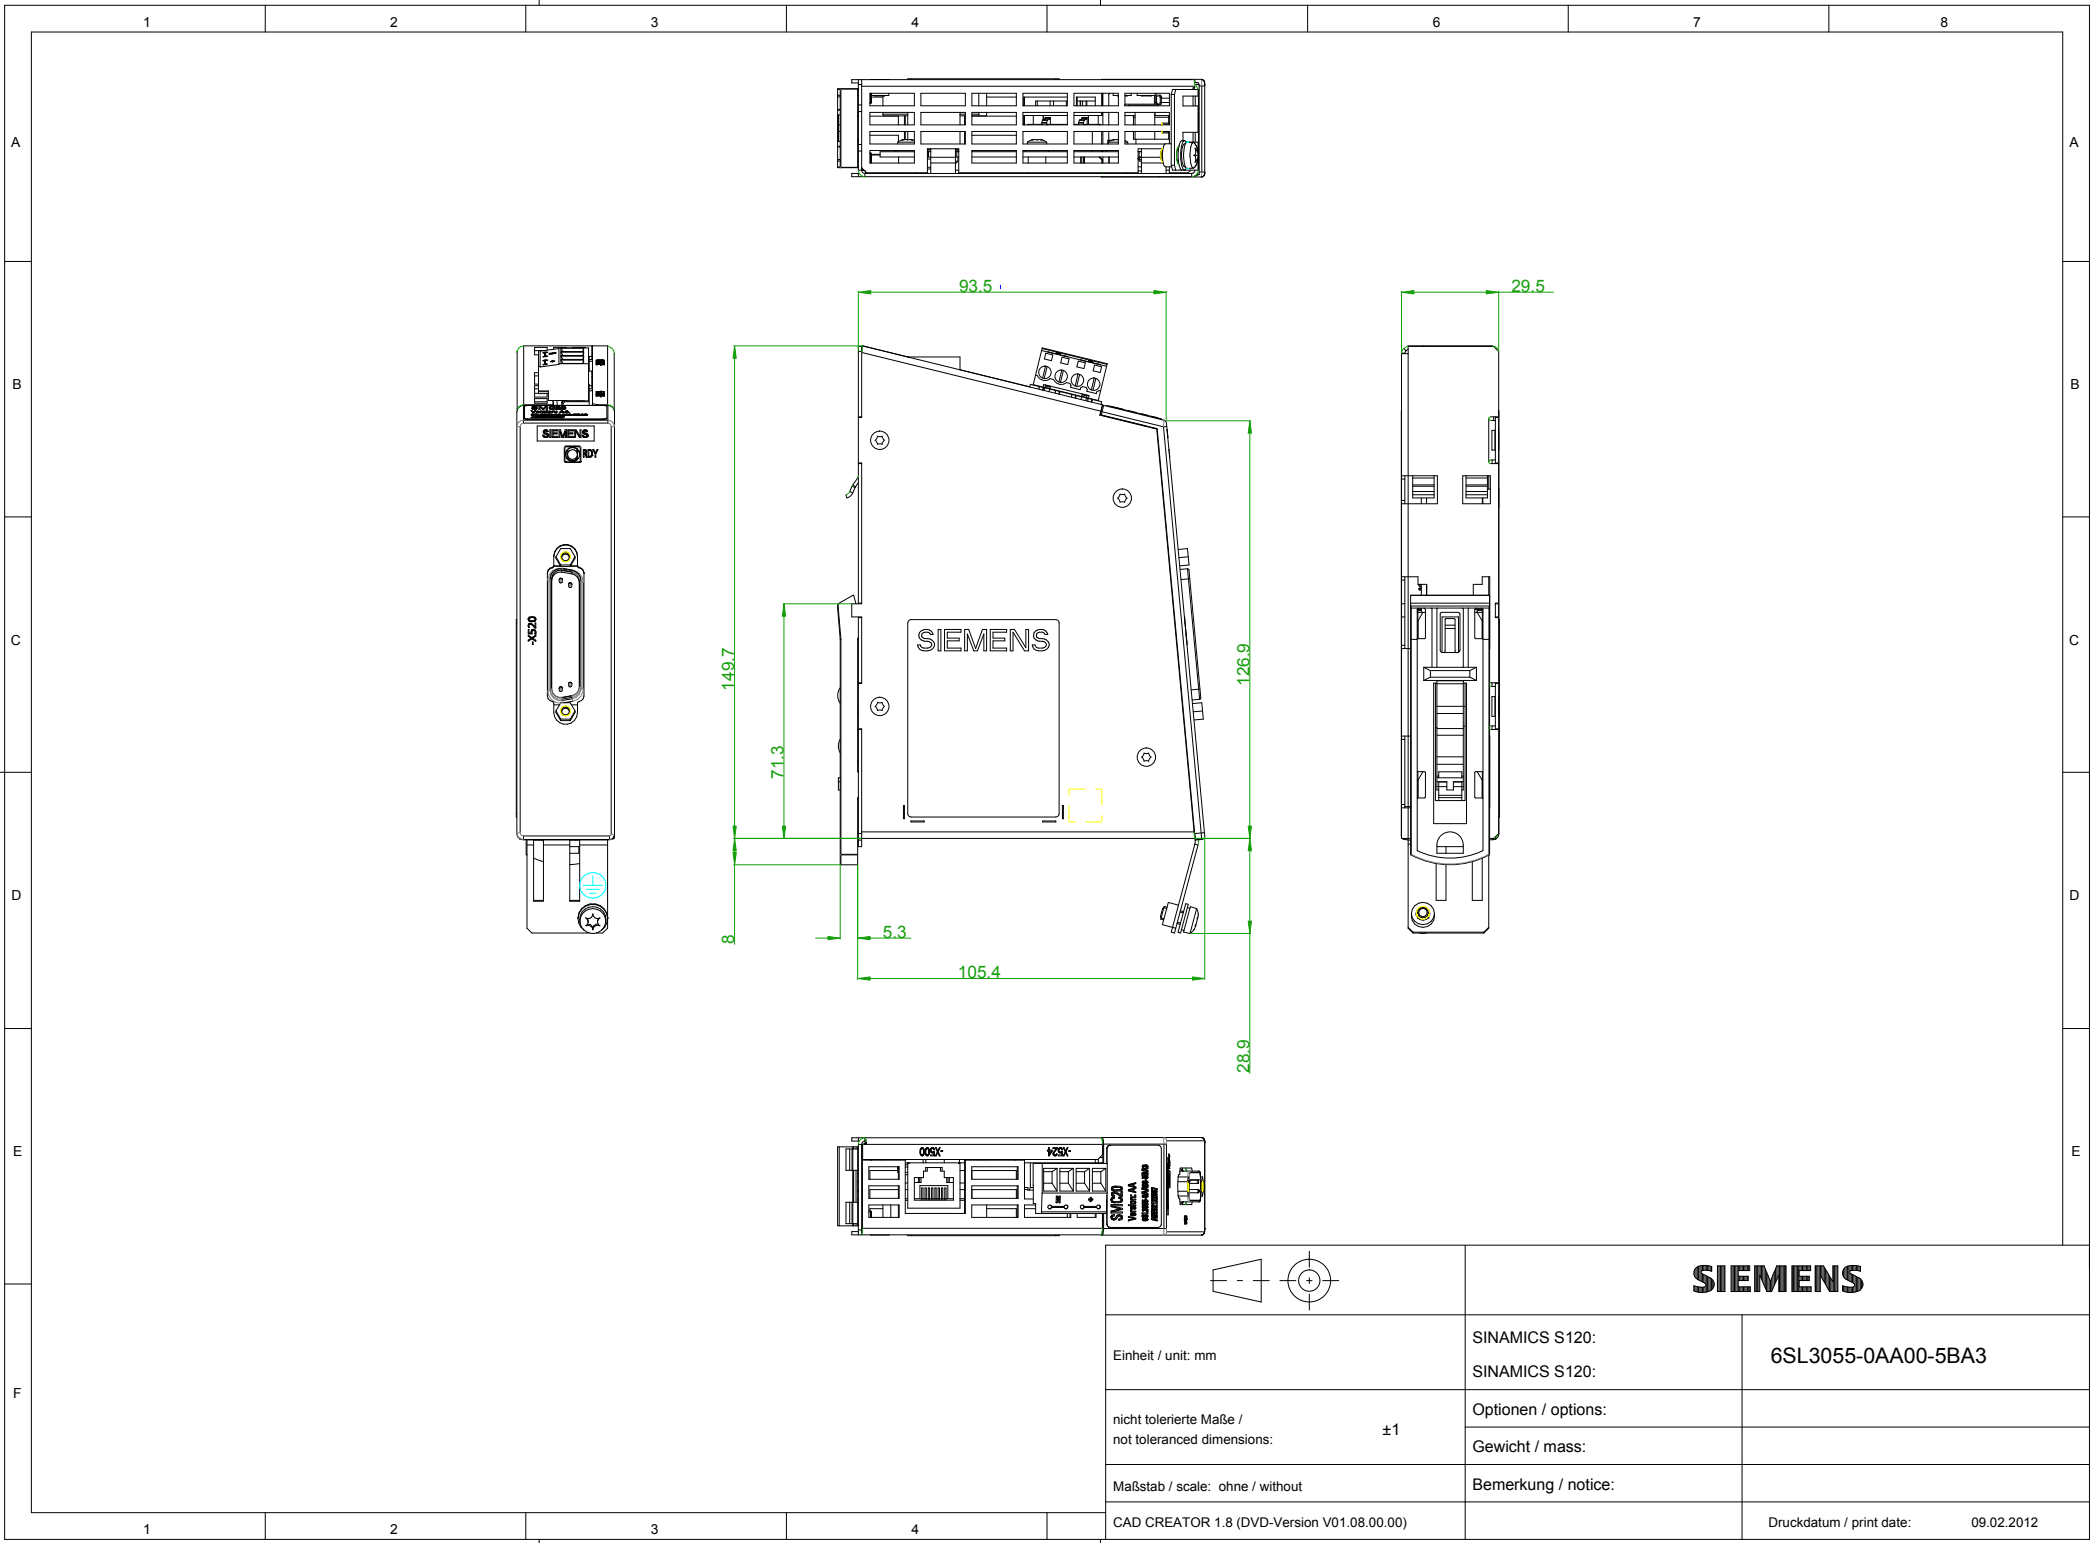 1 2 3 4 5 6 7 8
A A
93.5 29.5
B B
SIEMENS
RDY
-X520
C C
SIEMENS
149.7
126.9
71.3
D D
8
5.3
105.4
28.9
E E
-X500 -X524
SMC20
Version: AA
SIEMENS
Einheit / unit: mm
SINAMICS S120:
SINAMICS S120:
6SL3055-0AA00-5BA3
F
nicht tolerierte Maße /
not toleranced dimensions:
±1
Optionen / options:
Gewicht / mass:
Maßstab / scale: ohne / without
Bemerkung / notice:
CAD CREATOR 1.8 (DVD-Version V01.08.00.00)
Druckdatum / print date: 09.02.2012
1 2 3 4